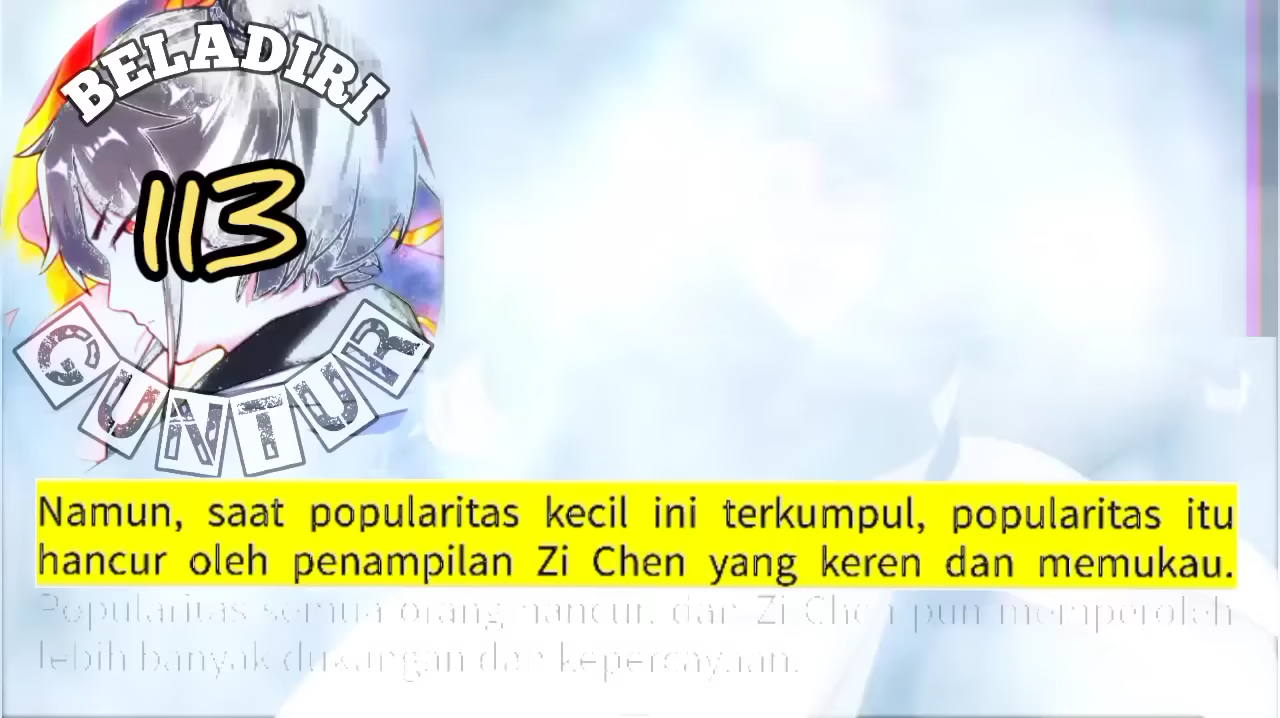 BELADIRI
113
GUNTUR
Namun, saat popularitas kecil ini terkumpul, popularitas itu
hancur oleh penampilan Zi Chen yang keren dan memukau.
Popularitas semua orang hancur, dan Zi Chen pun memperoleh
lebih banyak dukungan dan kepercayaan.